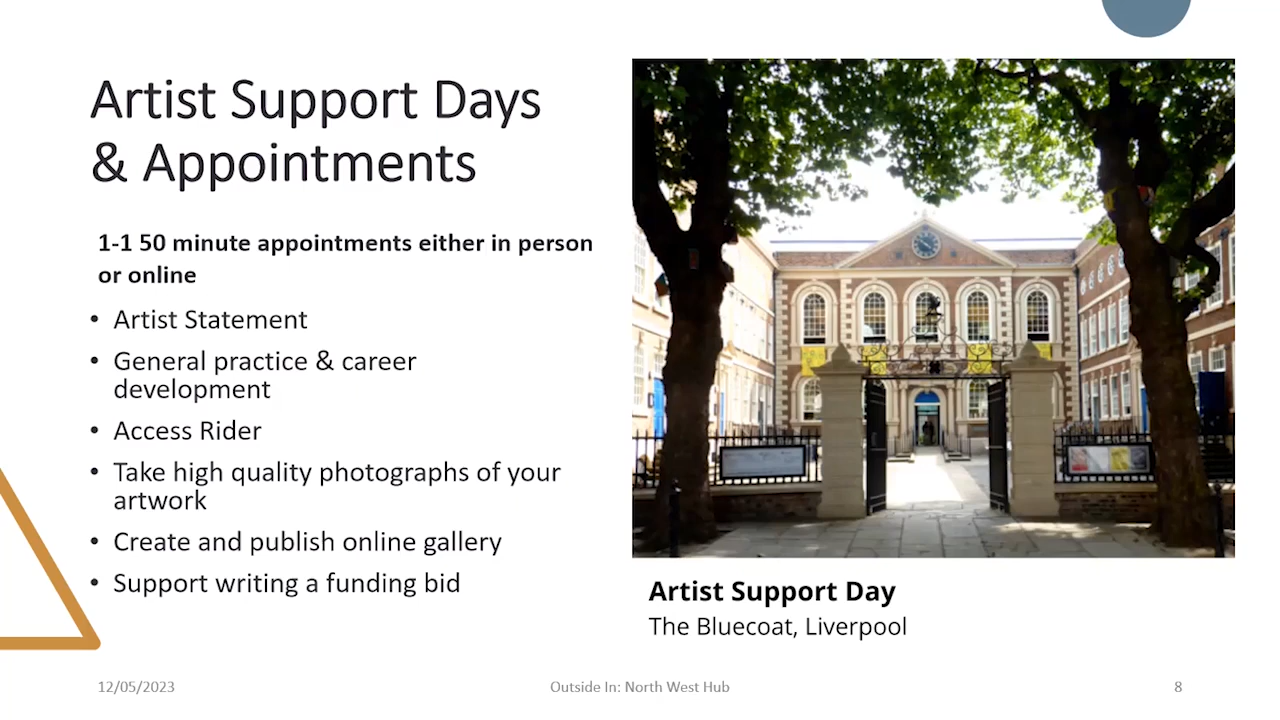 Artist Support Days
& Appointments
1-1 50 minute appointments either in person
or online
• Artist Statement
• General practice & career
development
• Access Rider
• Take high quality photographs of your
artwork
• Create and publish online gallery
• Support writing a funding bid
Artist Support Day
The Bluecoat, Liverpool
12/05/2023
Outside In: North West Hub
8